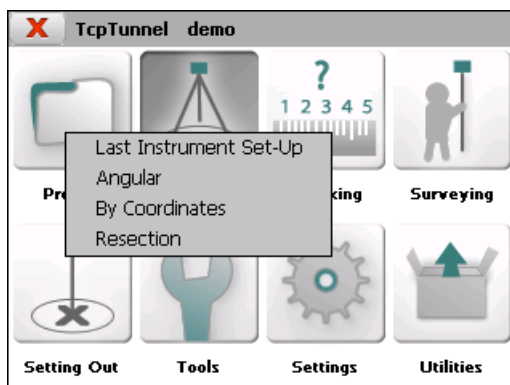 X TcpTunnel demo
?
1 2 3 4 5
Last Instrument Set-Up
Angular
By Coordinates
Resection
Surveying
Setting Out Tools Settings Utilities